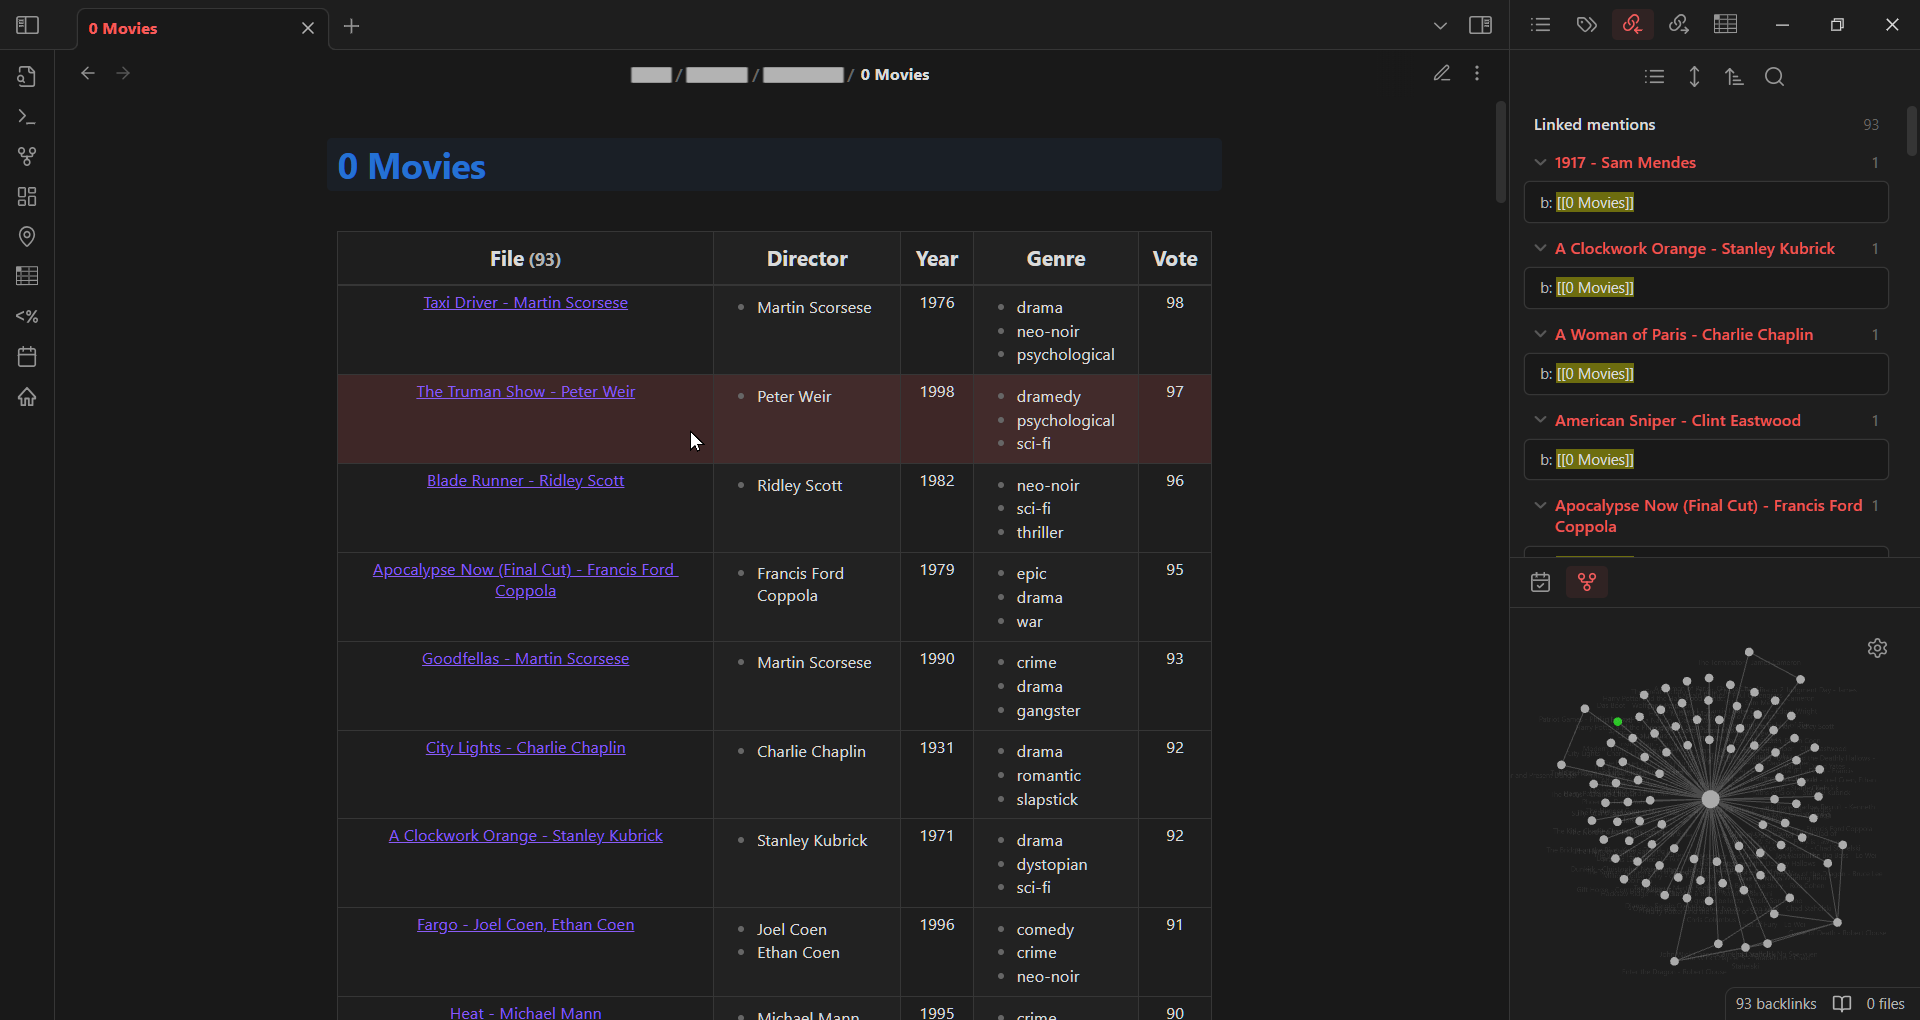 0 Movies
/ / / 0 Movies
0 Movies
File (93) Director Year Genre Vote
Taxi Driver - Martin Scorsese
Martin Scorsese
1976
drama
neo-noir
psychological
98
The Truman Show - Peter Weir
Peter Weir
1998
dramedy
psychological
sci-fi
97
Blade Runner - Ridley Scott
Ridley Scott
1982
neo-noir
sci-fi
thriller
96
Apocalypse Now (Final Cut) - Francis Ford
Coppola
Francis Ford
Coppola
1979
epic
drama
war
95
Goodfellas - Martin Scorsese
Martin Scorsese
1990
crime
drama
gangster
93
City Lights - Charlie Chaplin
Charlie Chaplin
1931
drama
romantic
slapstick
92
A Clockwork Orange - Stanley Kubrick
Stanley Kubrick
1971
drama
dystopian
sci-fi
92
Fargo - Joel Coen, Ethan Coen
Joel Coen
Ethan Coen
1996
comedy
crime
neo-noir
91
Heat - Michael Mann
Michael Mann
1995
crime
90
Linked mentions 93
1917 - Sam Mendes 1
b: [[0 Movies]]
A Clockwork Orange - Stanley Kubrick 1
b: [[0 Movies]]
A Woman of Paris - Charlie Chaplin 1
b: [[0 Movies]]
American Sniper - Clint Eastwood 1
b: [[0 Movies]]
Apocalypse Now (Final Cut) - Francis Ford 1
Coppola
93 backlinks 0 files